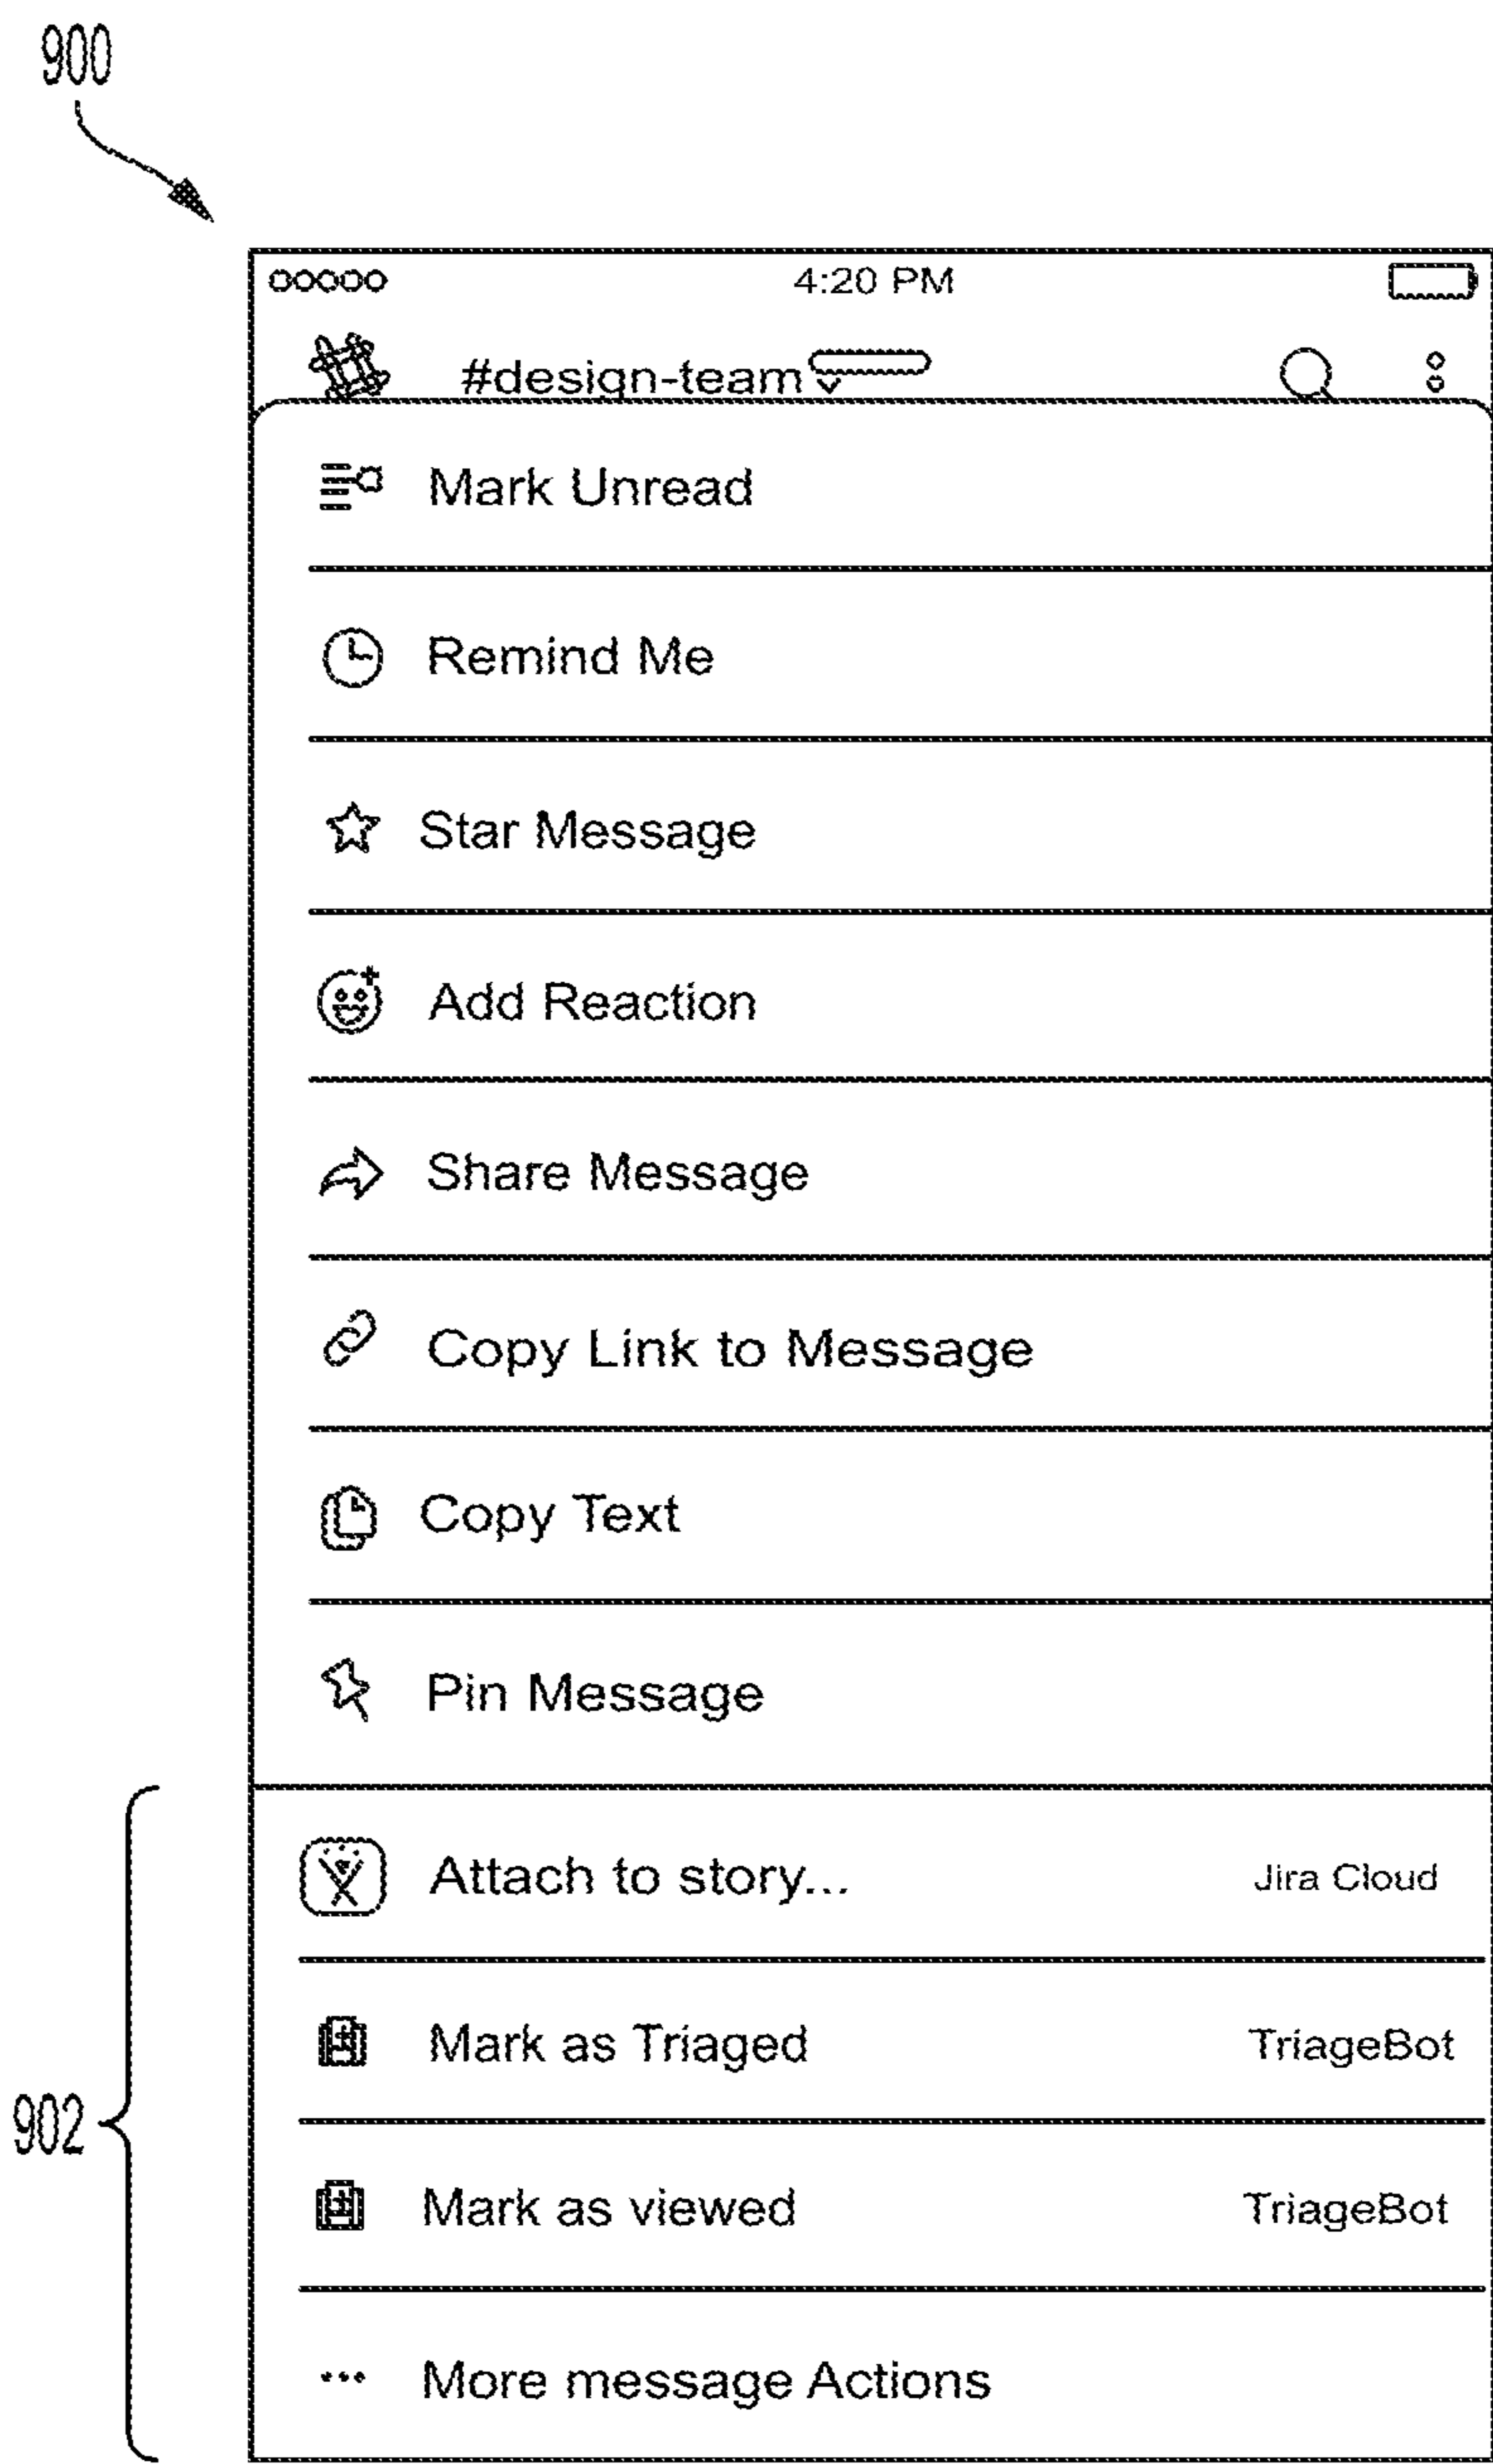 900
4:20 PM
#design-team
Mark Unread
Remind Me
Star Message
Add Reaction
Share Message
Copy Link to Message
Copy Text
Pin Message
Attach to story... Jira Cloud
Mark as Triaged TriageBot
902
Mark as viewed TriageBot
More message Actions